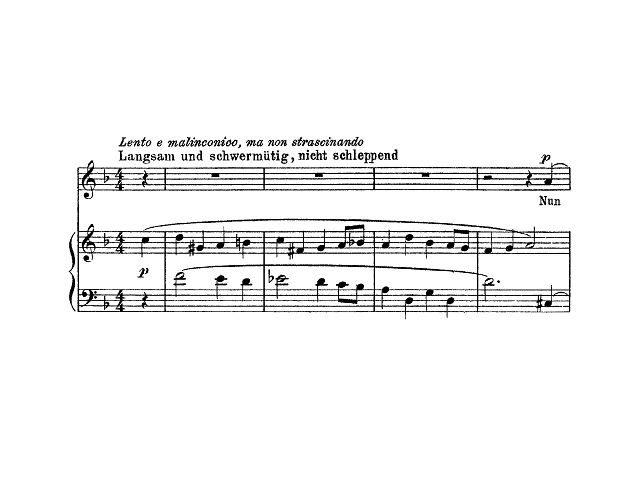 Lento e malinconico, ma non strascinando
Langsam und schwermütig, nicht schleppend
p
Nun
p